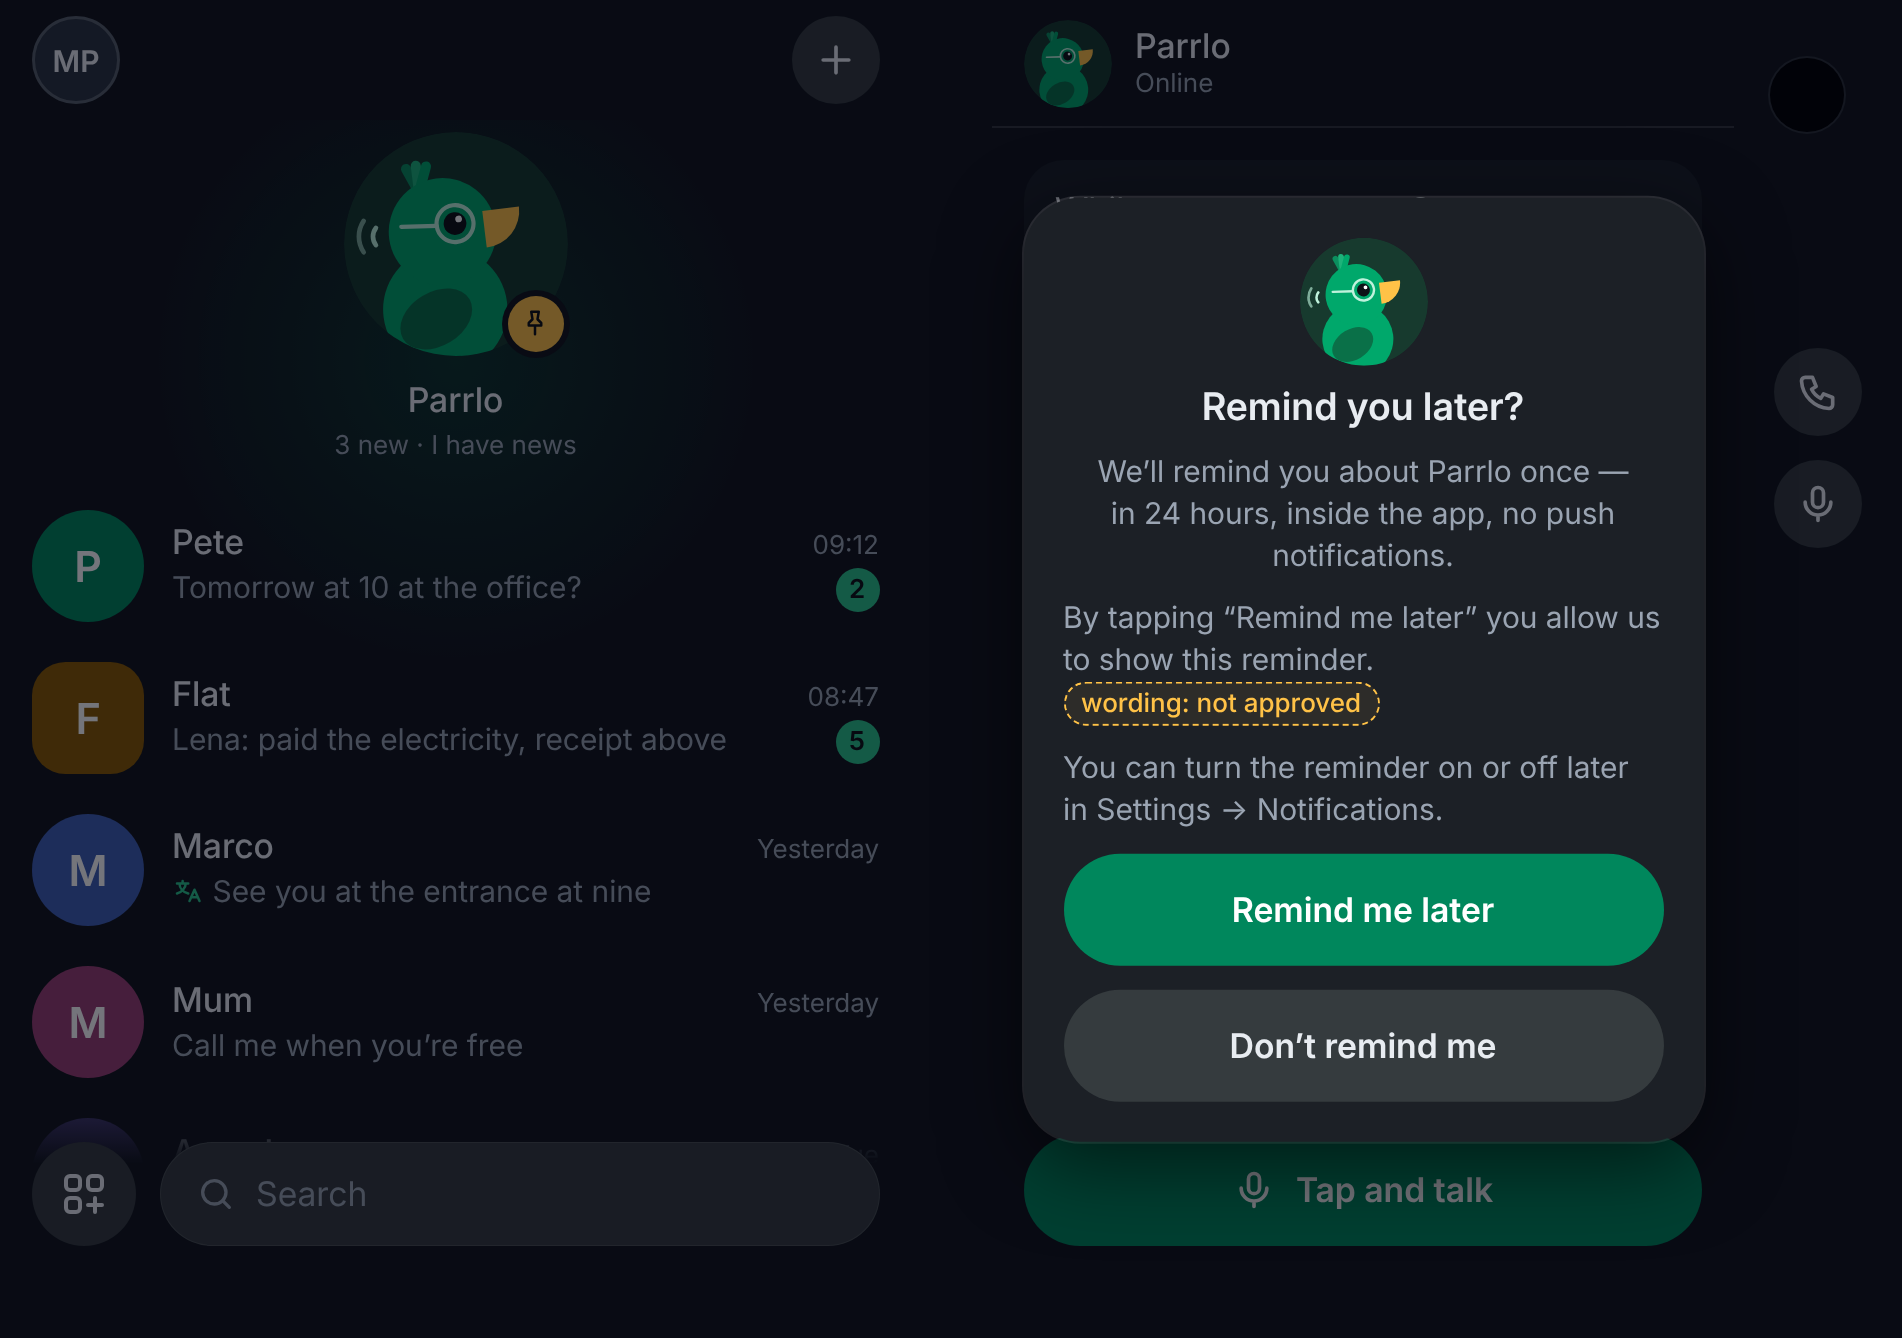 MP
Parrlo
3 new · I have news
P
Pete
09:12
Tomorrow at 10 at the office?
2
F
Flat
08:47
Lena: paid the electricity, receipt above
5
M
Marco
Yesterday
See you at the entrance at nine
M
Mum
Yesterday
Call me when you’re free
Search
Parrlo
Online
Remind you later?
We’ll remind you about Parrlo once —
in 24 hours, inside the app, no push
notifications.
By tapping “Remind me later” you allow us
to show this reminder.
wording: not approved
You can turn the reminder on or off later
in Settings → Notifications.
Remind me later
Don’t remind me
Tap and talk